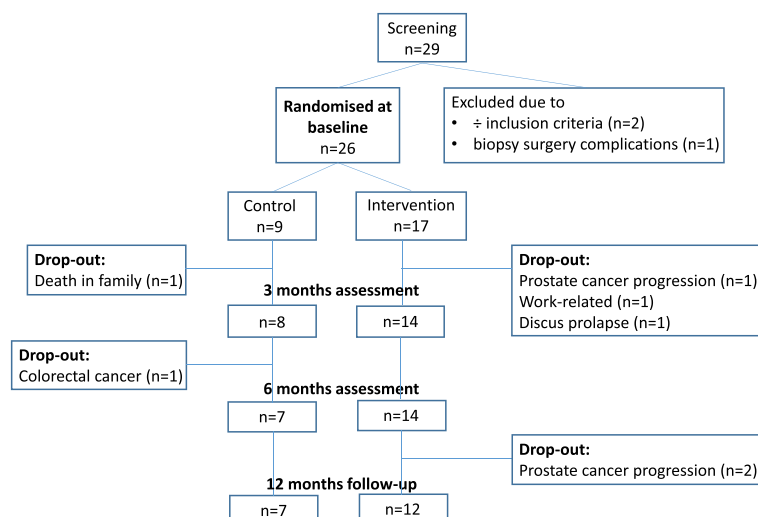 Screening
n=29
Randomised at
baseline
n=26
Excluded due to
• ÷ inclusion criteria (n=2)
• biopsy surgery complications (n=1)
Control
n=9
Intervention
n=17
Drop-out:
Death in family (n=1)
Drop-out:
Prostate cancer progression (n=1)
Work-related (n=1)
Discus prolapse (n=1)
3 months assessment
n=8
n=14
Drop-out:
Colorectal cancer (n=1)
6 months assessment
n=7
n=14
Drop-out:
Prostate cancer progression (n=2)
12 months follow-up
n=7
n=12